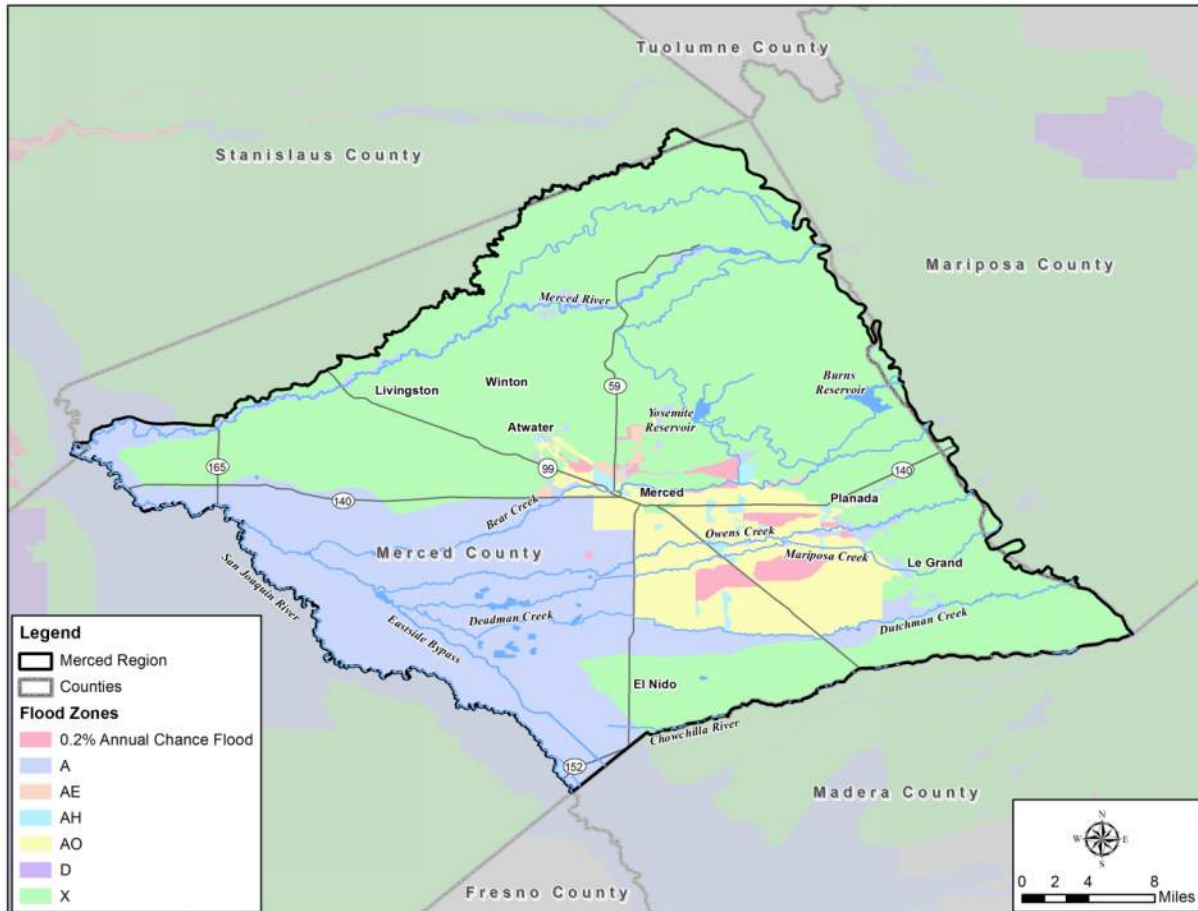 Tuolumne County
Stanislaus County
Mariposa County
Merced River
Livingston
Winton
59
Burns
Reservoir
Yosemite
Reservoir
Atwater
165
99
140
140
Merced
Planada
Bear Creek
Owens Creek
Merced County
Mariposa Creek
Le Grand
San Joaquin River
Deadman Creek
Dutchman Creek
Eastside Bypass
El Nido
Chowchilla River
152
Madera County
Fresno County
Legend
Merced Region
Counties
Flood Zones
0.2% Annual Chance Flood
A
AE
AH
AO
D
X
N
W E
S
0 2 4 8
Miles